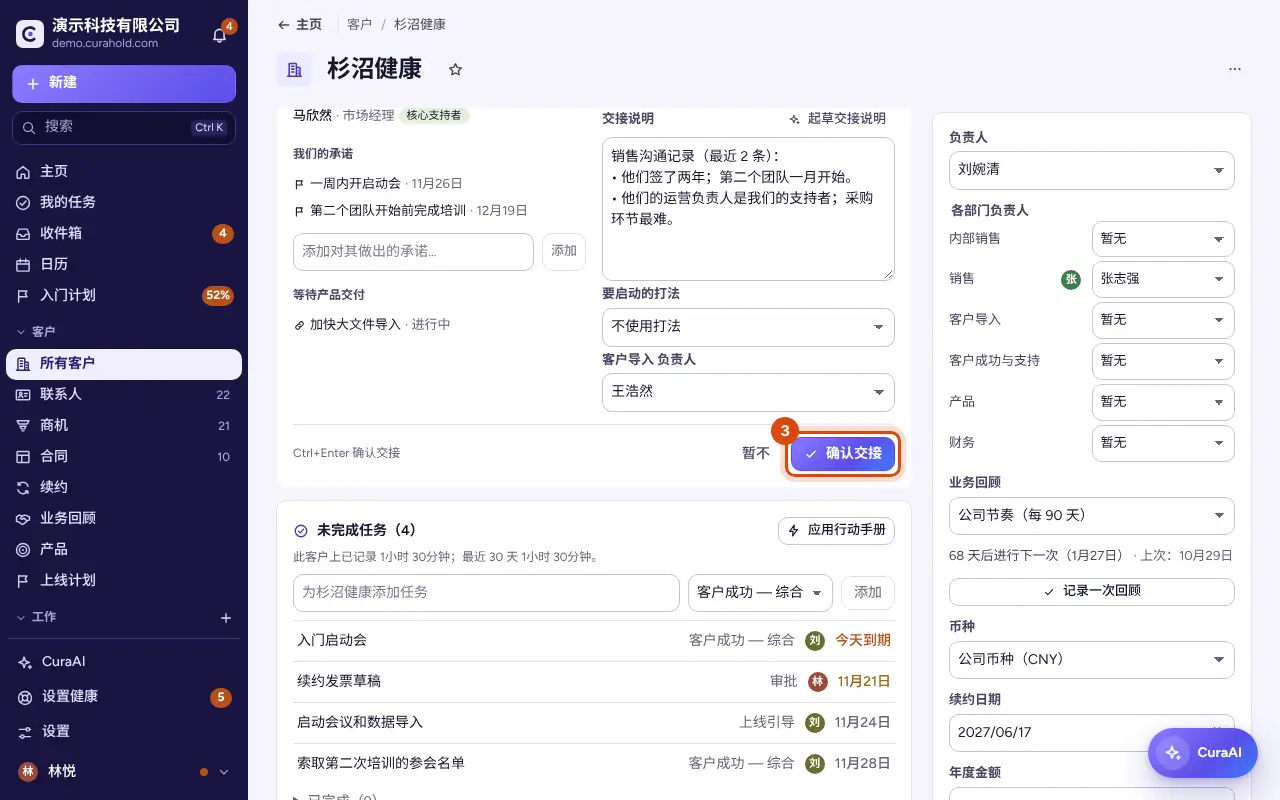 演示科技有限公司
demo.curahold.com
4
新建
搜索
Ctrl K
主页
我的任务
收件箱
4
日历
入门计划
52%
客户
所有客户
联系人
22
商机
21
合同
10
续约
业务回顾
产品
上线计划
工作
CuraAI
设置健康
5
设置
林
林悦
主页
客户 / 杉沼健康
杉沼健康
马欣然 · 市场经理 核心支持者
我们的承诺
一周内开启动会 · 11月26日
第二个团队开始前完成培训 · 12月19日
添加对其做出的承诺...
添加
等待产品交付
加快大文件导入 · 进行中
交接说明
起草交接说明
销售沟通记录（最近 2 条）：
• 他们签了两年；第二个团队一月开始。
• 他们的运营负责人是我们的支持者；采购
环节最难。
要启动的打法
不使用打法
客户导入 负责人
王浩然
Ctrl+Enter 确认交接
暂不
3
确认交接
未完成任务（4）
应用行动手册
此客户上已记录 1小时 30分钟；最近 30 天 1小时 30分钟。
为杉沼健康添加任务
客户成功 — 综合
添加
入门启动会
客户成功 — 综合
刘
今天到期
续约发票草稿
审批
林
11月21日
启动会议和数据导入
上线引导
刘
11月24日
索取第二次培训的参会名单
客户成功 — 综合
刘
11月28日
负责人
刘婉清
各部门负责人
内部销售
暂无
销售
张
张志强
客户导入
暂无
客户成功与支持
暂无
产品
暂无
财务
暂无
业务回顾
公司节奏（每 90 天）
68 天后进行下一次（1月27日） · 上次：10月29日
记录一次回顾
币种
公司币种（CNY）
续约日期
2027/06/17
CuraAI
年度金额